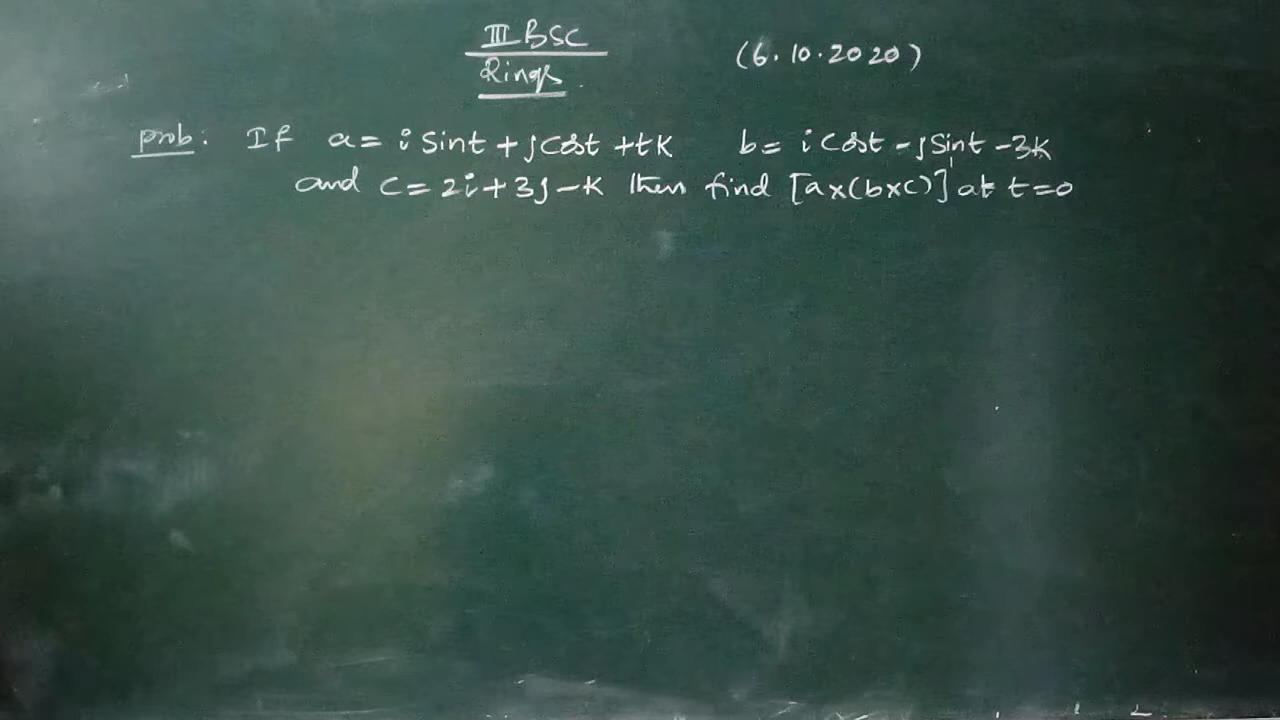 III BSC
Rings
(6.10.2020)
prob: If a = i Sint + j Cost + tK b = i Cost - j Sint - 3K
and c = 2i + 3j - K then find [a×(b×c)] at t=0